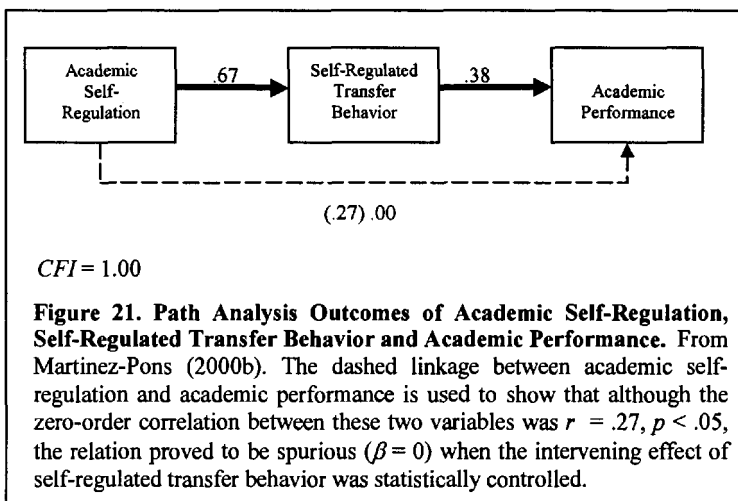 Academic
Self-
Regulation
.67
Self-Regulated
Transfer
Behavior
.38
Academic
Performance
(.27) .00
CFI = 1.00
Figure 21. Path Analysis Outcomes of Academic Self-Regulation,
Self-Regulated Transfer Behavior and Academic Performance. From
Martinez-Pons (2000b). The dashed linkage between academic self-
regulation and academic performance is used to show that although the
zero-order correlation between these two variables was r = .27, p < .05,
the relation proved to be spurious (β = 0) when the intervening effect of
self-regulated transfer behavior was statistically controlled.